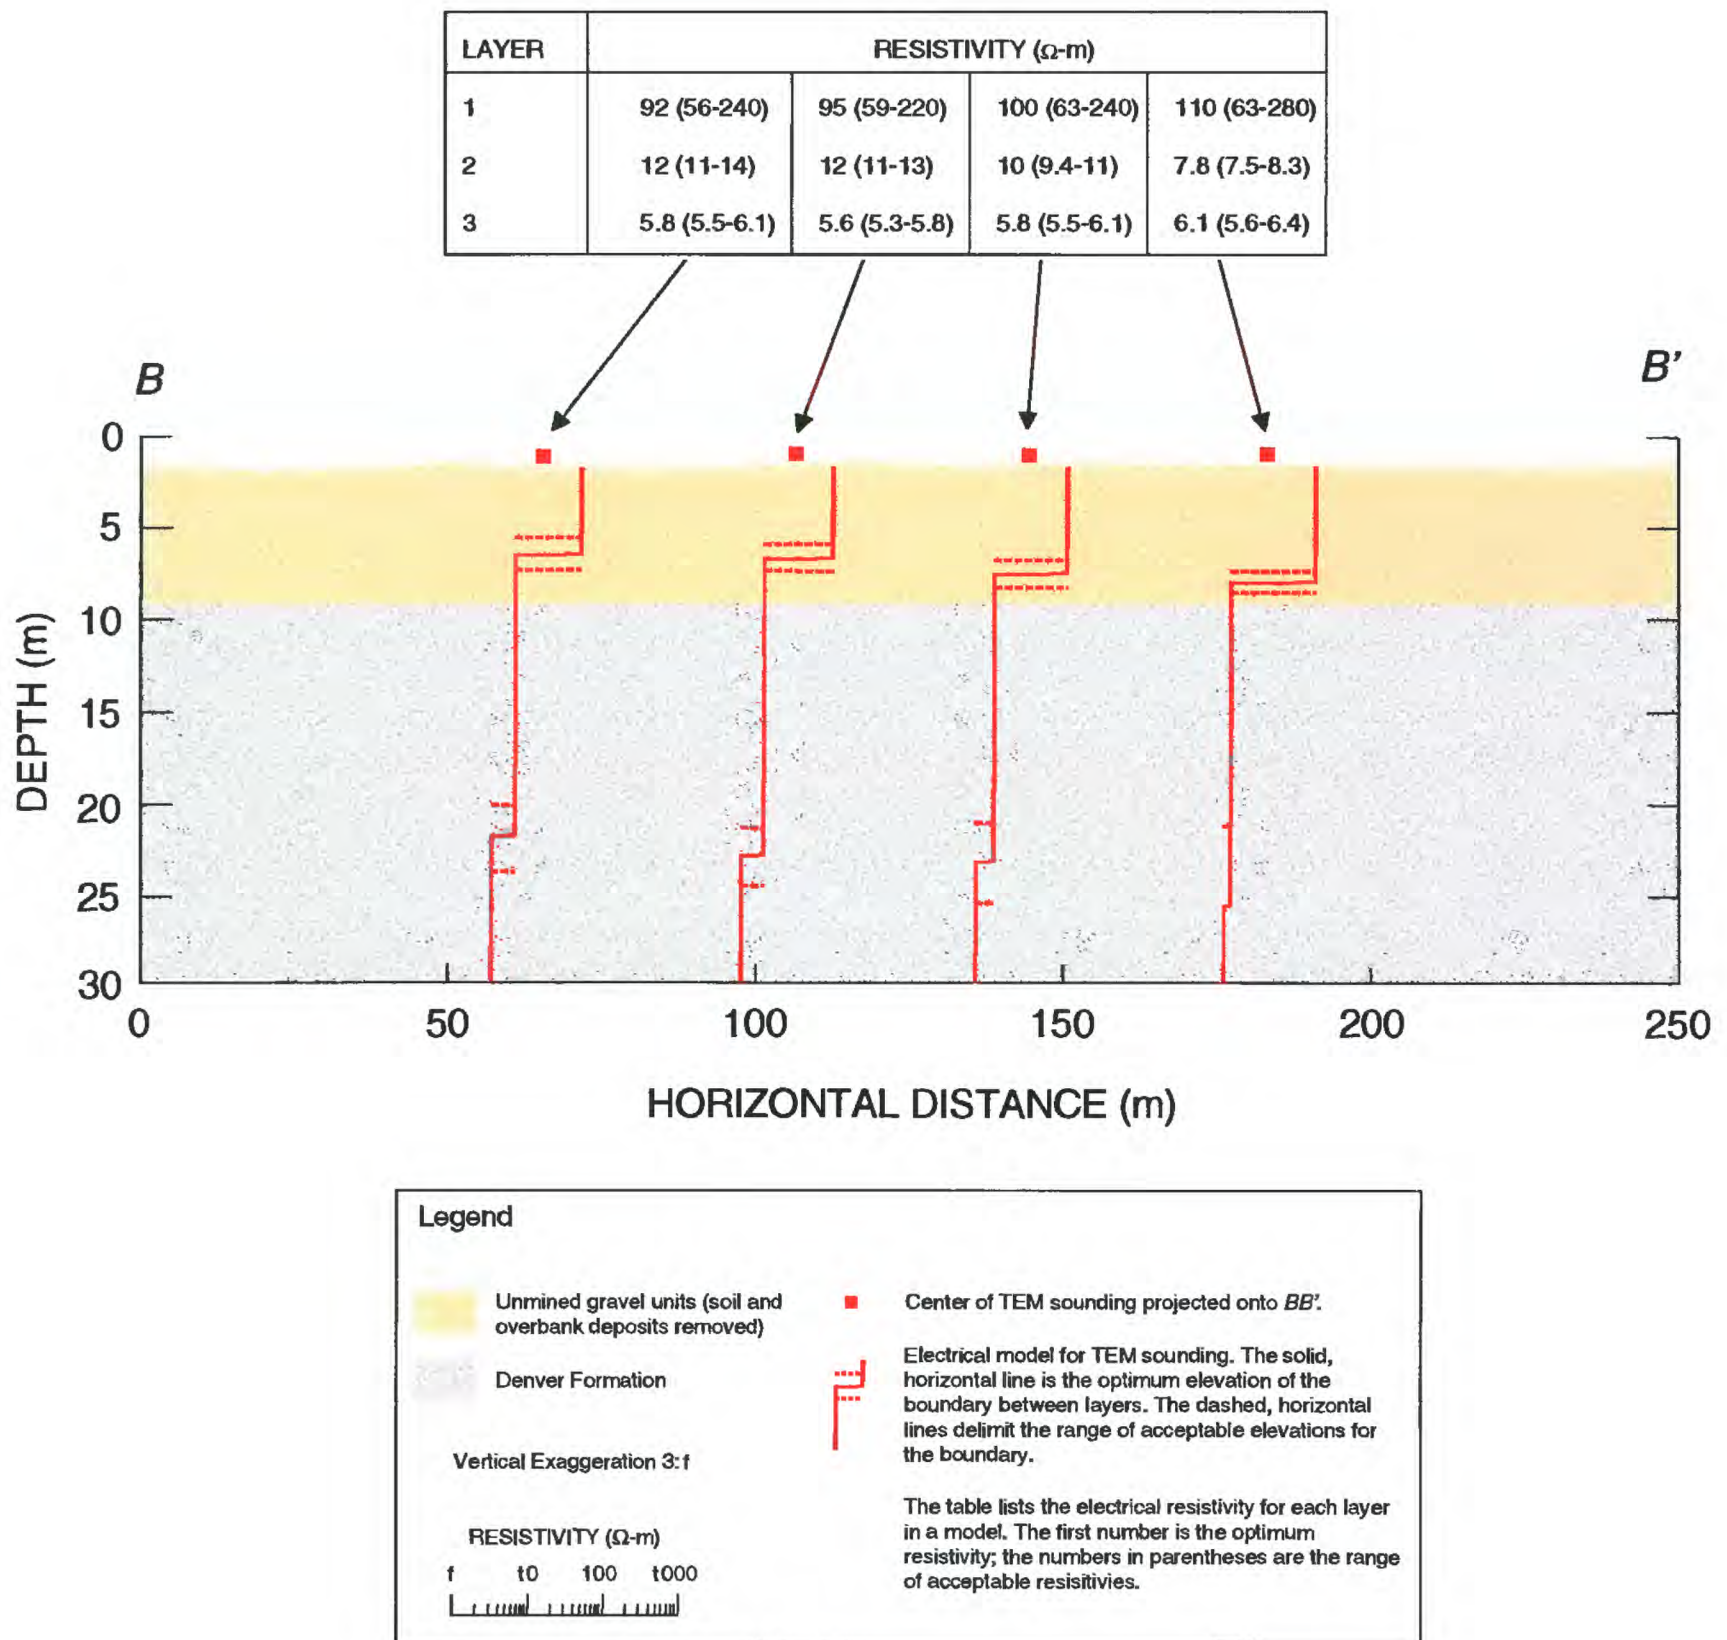 LAYER RESISTIVITY (Ω-m)
1 92 (56-240) 95 (59-220) 100 (63-240) 110 (63-280)
2 12 (11-14) 12 (11-13) 10 (9.4-11) 7.8 (7.5-8.3)
3 5.8 (5.5-6.1) 5.6 (5.3-5.8) 5.8 (5.5-6.1) 6.1 (5.6-6.4)
B B'
0
5
10
15
20
25
30
DEPTH (m)
0 50 100 150 200 250
HORIZONTAL DISTANCE (m)
Legend
Unmined gravel units (soil and
overbank deposits removed)
Denver Formation
Vertical Exaggeration 3:f
RESISTIVITY (Ω-m)
f t0 100 t000
Center of TEM sounding projected onto BB'.
Electrical model for TEM sounding. The solid,
horizontal line is the optimum elevation of the
boundary between layers. The dashed, horizontal
lines delimit the range of acceptable elevations for
the boundary.
The table lists the electrical resistivity for each layer
in a model. The first number is the optimum
resistivity; the numbers in parentheses are the range
of acceptable resisitivies.